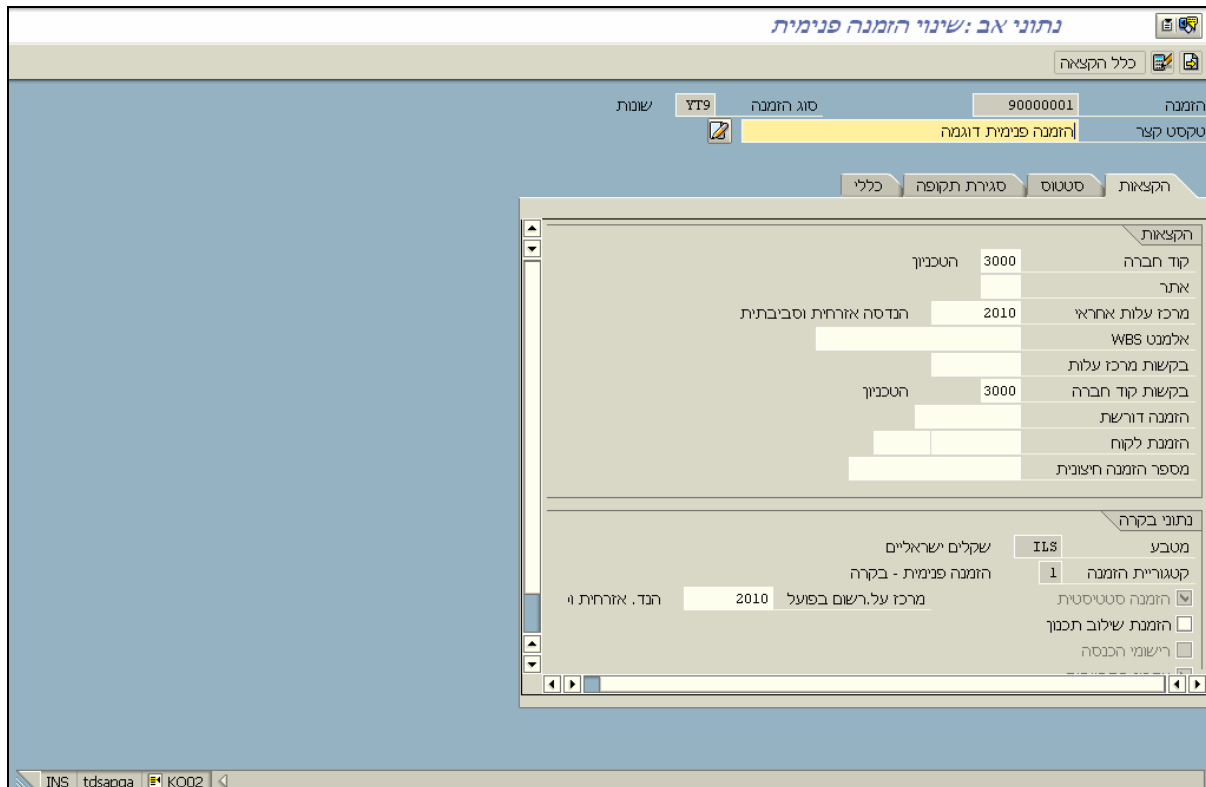 נתוני אב :שינוי הזמנה פנימית
כלל הקצאה
הזמנה 90000001 סוג הזמנה YT9 שונות
טקסט קצר הזמנה פנימית דוגמה
הקצאות סטטוס סגירת תקופה כללי
הקצאות
קוד חברה 3000 הטכניון
אתר
מרכז עלות אחראי 2010 הנדסה אזרחית וסביבתית
אלמנט WBS
בקשות מרכז עלות
בקשות קוד חברה 3000 הטכניון
הזמנה דורשת
הזמנת לקוח
מספר הזמנה חיצונית
נתוני בקרה
מטבע ILS שקלים ישראליים
קטגוריית הזמנה 1 הזמנה פנימית - בקרה
הזמנה סטטיסטית מרכז על.רשום בפועל 2010 הנד. אזרחית וי
הזמנת שילוב תכנון
רישומי הכנסה
KO02 tdsapga INS